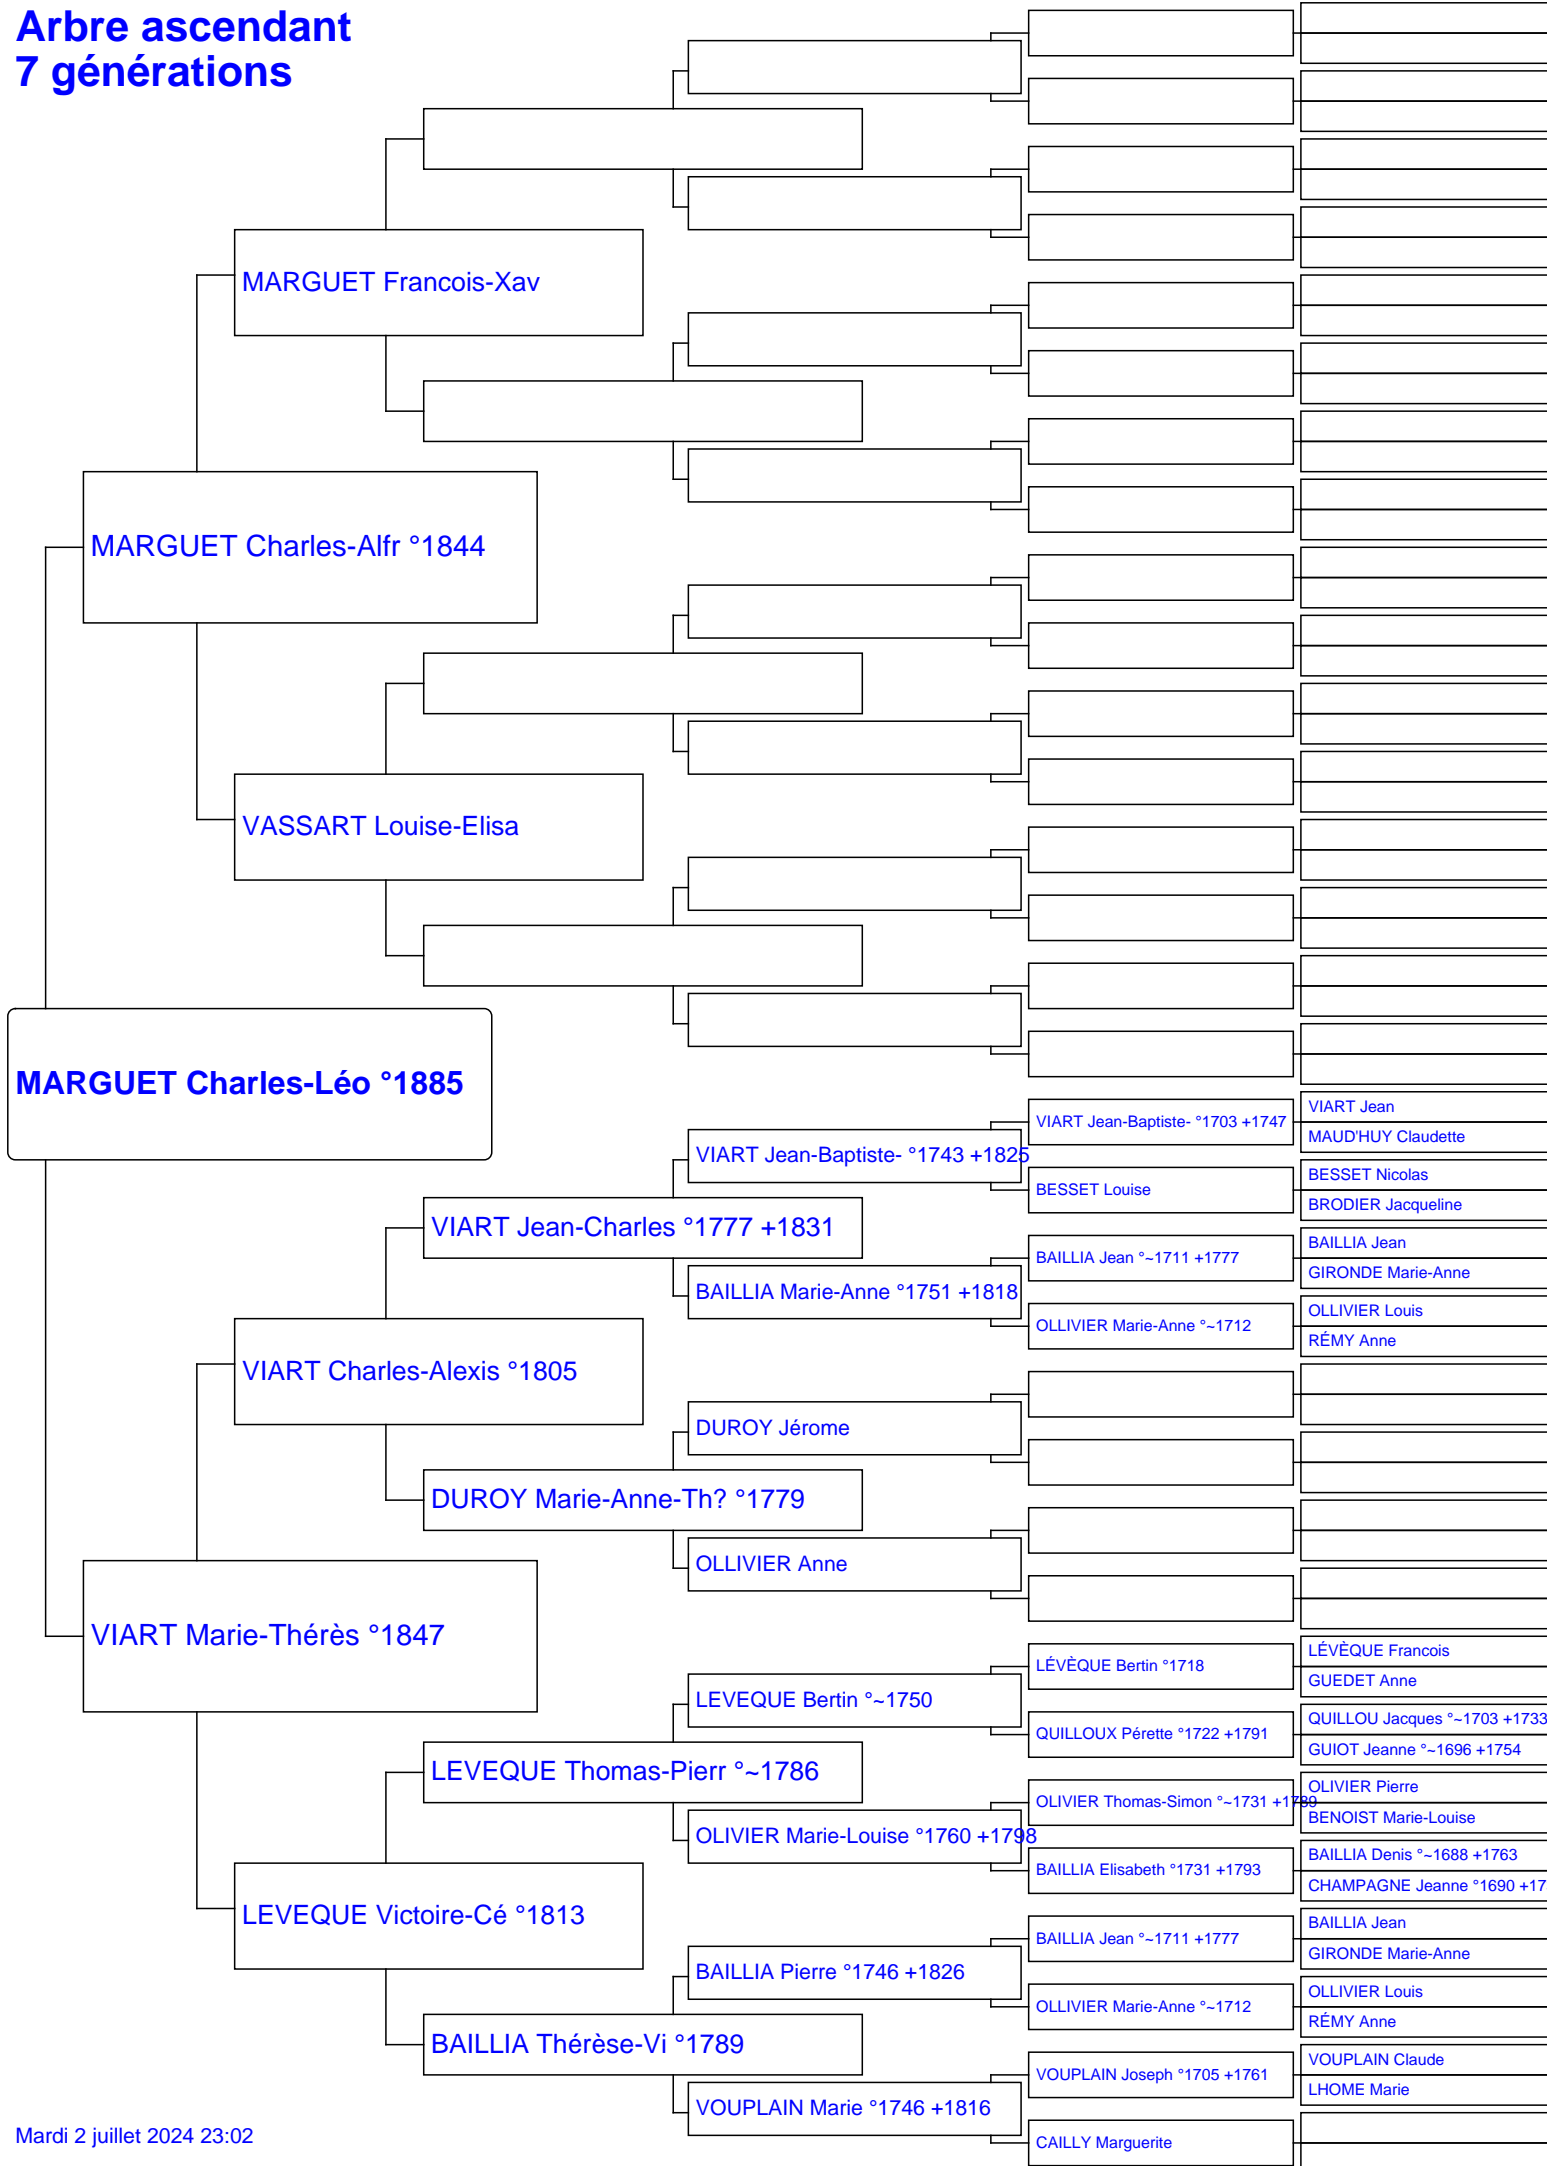 Arbre ascendant
7 générations
MARGUET Francois-Xav
MARGUET Charles-Alfr °1844
VASSART Louise-Elisa
MARGUET Charles-Léo °1885
VIART Jean-Baptiste- °1703 +1747
VIART Jean
MAUD'HUY Claudette
VIART Jean-Baptiste- °1743 +1825
BESSET Louise
BESSET Nicolas
BRODIER Jacqueline
VIART Jean-Charles °1777 +1831
BAILLIA Jean °~1711 +1777
BAILLIA Jean
GIRONDE Marie-Anne
BAILLIA Marie-Anne °1751 +1818
OLLIVIER Marie-Anne °~1712
OLLIVIER Louis
RÉMY Anne
VIART Charles-Alexis °1805
DUROY Jérome
DUROY Marie-Anne-Th? °1779
OLLIVIER Anne
VIART Marie-Thérès °1847
LÉVÈQUE Bertin °1718
LÉVÈQUE Francois
GUEDET Anne
LEVEQUE Bertin °~1750
QUILLOUX Pérette °1722 +1791
QUILLOU Jacques °~1703 +1733
GUIOT Jeanne °~1696 +1754
LEVEQUE Thomas-Pierr °~1786
OLIVIER Thomas-Simon °~1731 +1789
OLIVIER Pierre
BENOIST Marie-Louise
OLIVIER Marie-Louise °1760 +1798
BAILLIA Elisabeth °1731 +1793
BAILLIA Denis °~1688 +1763
CHAMPAGNE Jeanne °1690 +17
LEVEQUE Victoire-Cé °1813
BAILLIA Jean °~1711 +1777
BAILLIA Jean
GIRONDE Marie-Anne
BAILLIA Pierre °1746 +1826
OLLIVIER Marie-Anne °~1712
OLLIVIER Louis
RÉMY Anne
BAILLIA Thérèse-Vi °1789
VOUPLAIN Joseph °1705 +1761
VOUPLAIN Claude
LHOME Marie
VOUPLAIN Marie °1746 +1816
CAILLY Marguerite
Mardi 2 juillet 2024 23:02